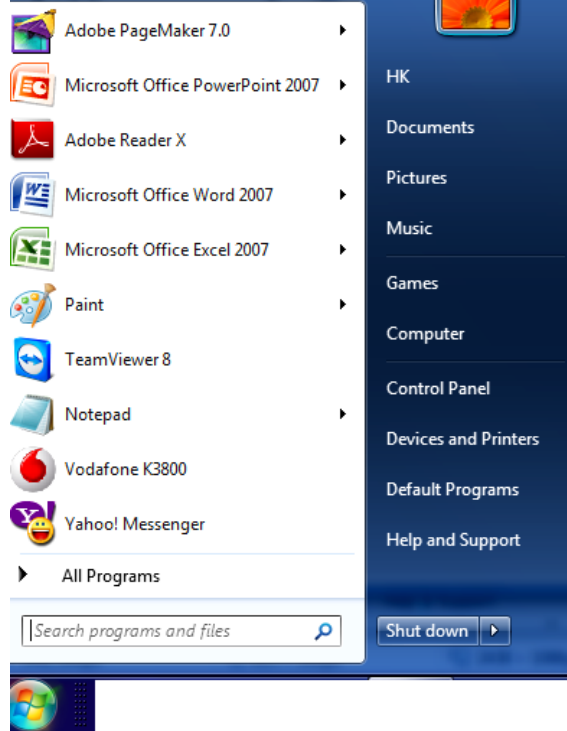 Adobe PageMaker 7.0
Microsoft Office PowerPoint 2007
Adobe Reader X
Microsoft Office Word 2007
Microsoft Office Excel 2007
Paint
TeamViewer 8
Notepad
Vodafone K3800
Yahoo! Messenger
All Programs
Search programs and files
HK
Documents
Pictures
Music
Games
Computer
Control Panel
Devices and Printers
Default Programs
Help and Support
Shut down